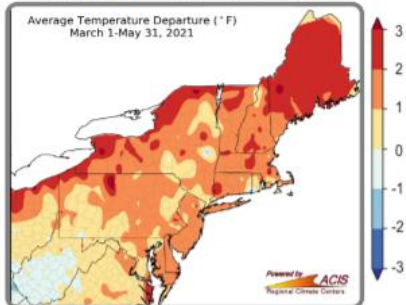 Average Temperature Departure (°F)
March 1-May 31, 2021
3
2
1
0
-1
-2
-3
Powered by
ACIS
Regional Climate Centers